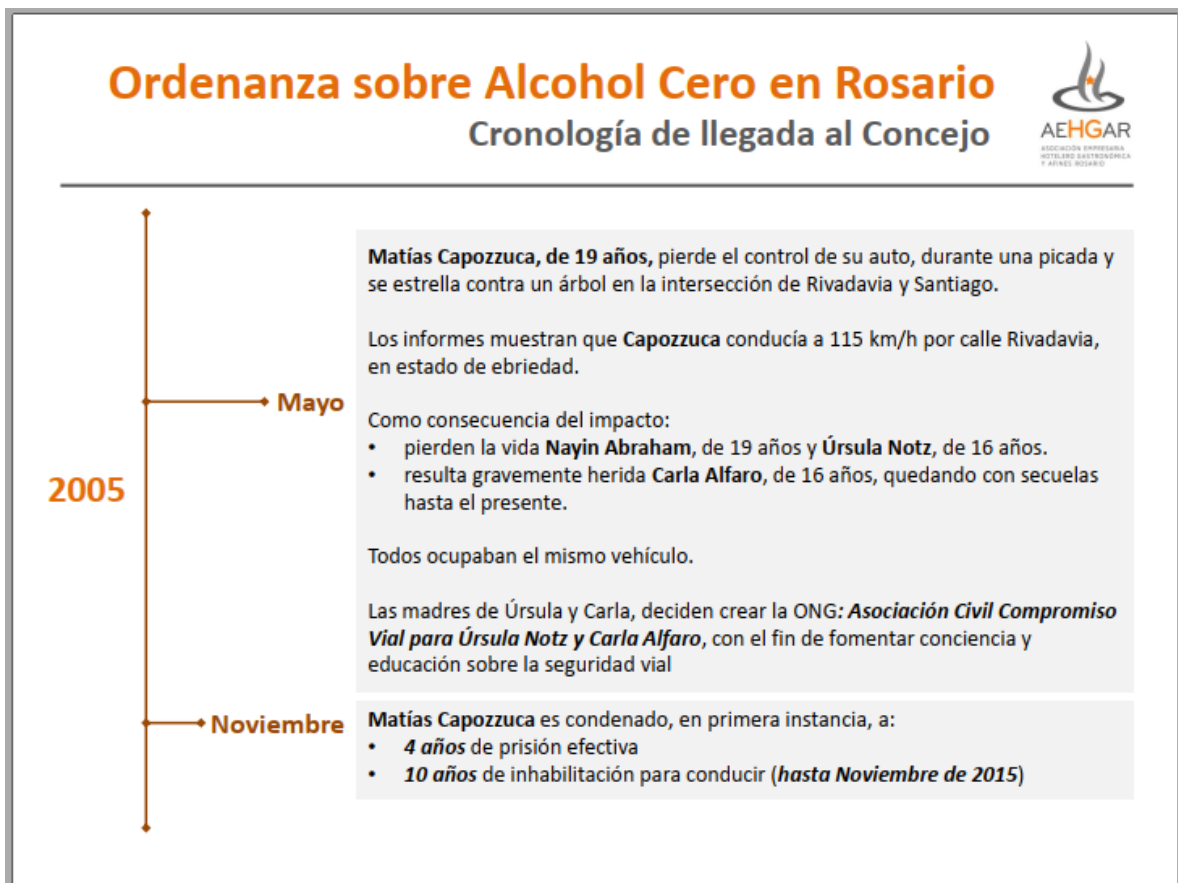 Ordenanza sobre Alcohol Cero en Rosario
Cronología de llegada al Concejo
AEHGAR
ASOCIACIÓN EMPRESARIA
HOTELERO GASTRONÓMICA
Y AFINES ROSARIO
2005
Mayo
Matías Capozzuca, de 19 años, pierde el control de su auto, durante una picada y
se estrella contra un árbol en la intersección de Rivadavia y Santiago.
Los informes muestran que Capozzuca conducía a 115 km/h por calle Rivadavia,
en estado de ebriedad.
Como consecuencia del impacto:
• pierden la vida Nayin Abraham, de 19 años y Úrsula Notz, de 16 años.
• resulta gravemente herida Carla Alfaro, de 16 años, quedando con secuelas
hasta el presente.
Todos ocupaban el mismo vehículo.
Las madres de Úrsula y Carla, deciden crear la ONG: Asociación Civil Compromiso
Vial para Úrsula Notz y Carla Alfaro, con el fin de fomentar conciencia y
educación sobre la seguridad vial
Noviembre
Matías Capozzuca es condenado, en primera instancia, a:
• 4 años de prisión efectiva
• 10 años de inhabilitación para conducir (hasta Noviembre de 2015)